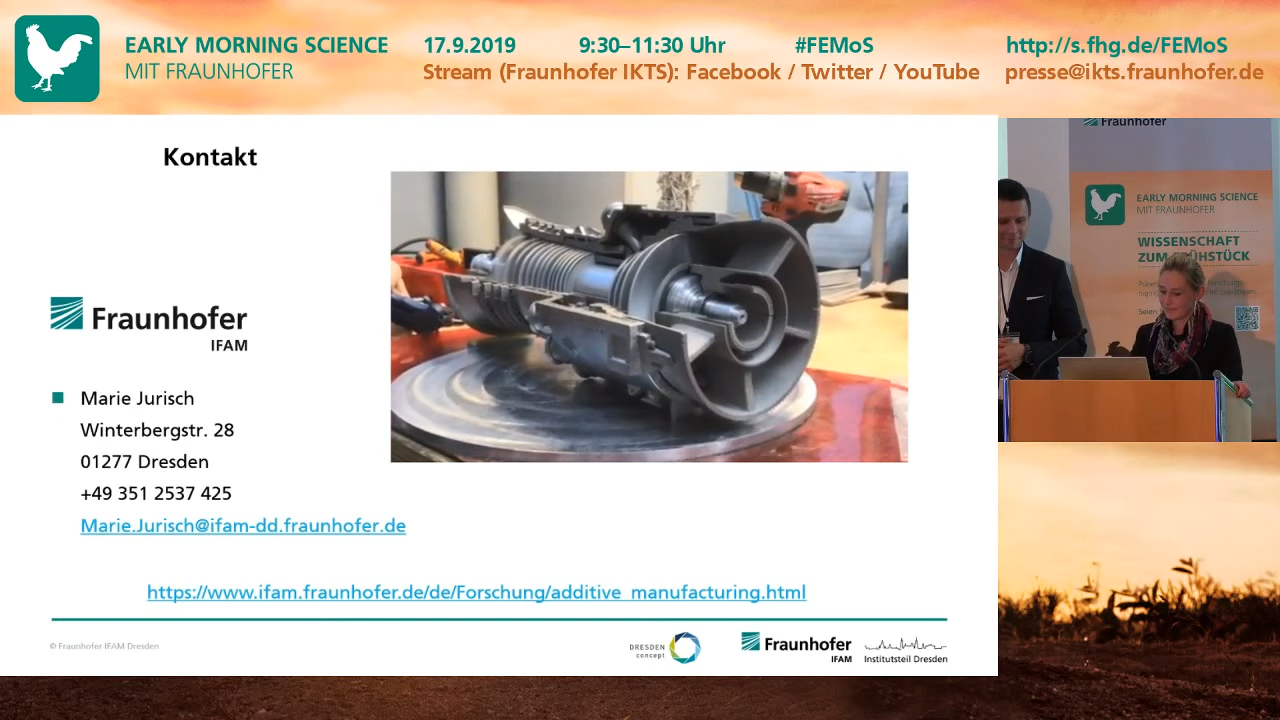 EARLY MORNING SCIENCE
MIT FRAUNHOFER
17.9.2019 9:30–11:30 Uhr #FEMoS http://s.fhg.de/FEMoS
Stream (Fraunhofer IKTS): Facebook / Twitter / YouTube presse@ikts.fraunhofer.de
Kontakt
Fraunhofer
IFAM
Marie Jurisch
Winterbergstr. 28
01277 Dresden
+49 351 2537 425
Marie.Jurisch@ifam-dd.fraunhofer.de
https://www.ifam.fraunhofer.de/de/Forschung/additive_manufacturing.html
© Fraunhofer IFAM Dresden
DRESDEN
concept
Fraunhofer
IFAM
Institutsteil Dresden
Fraunhofer
EARLY MORNING SCIENCE
MIT FRAUNHOFER
WISSENSCHAFT
ZUM FRÜHSTÜCK